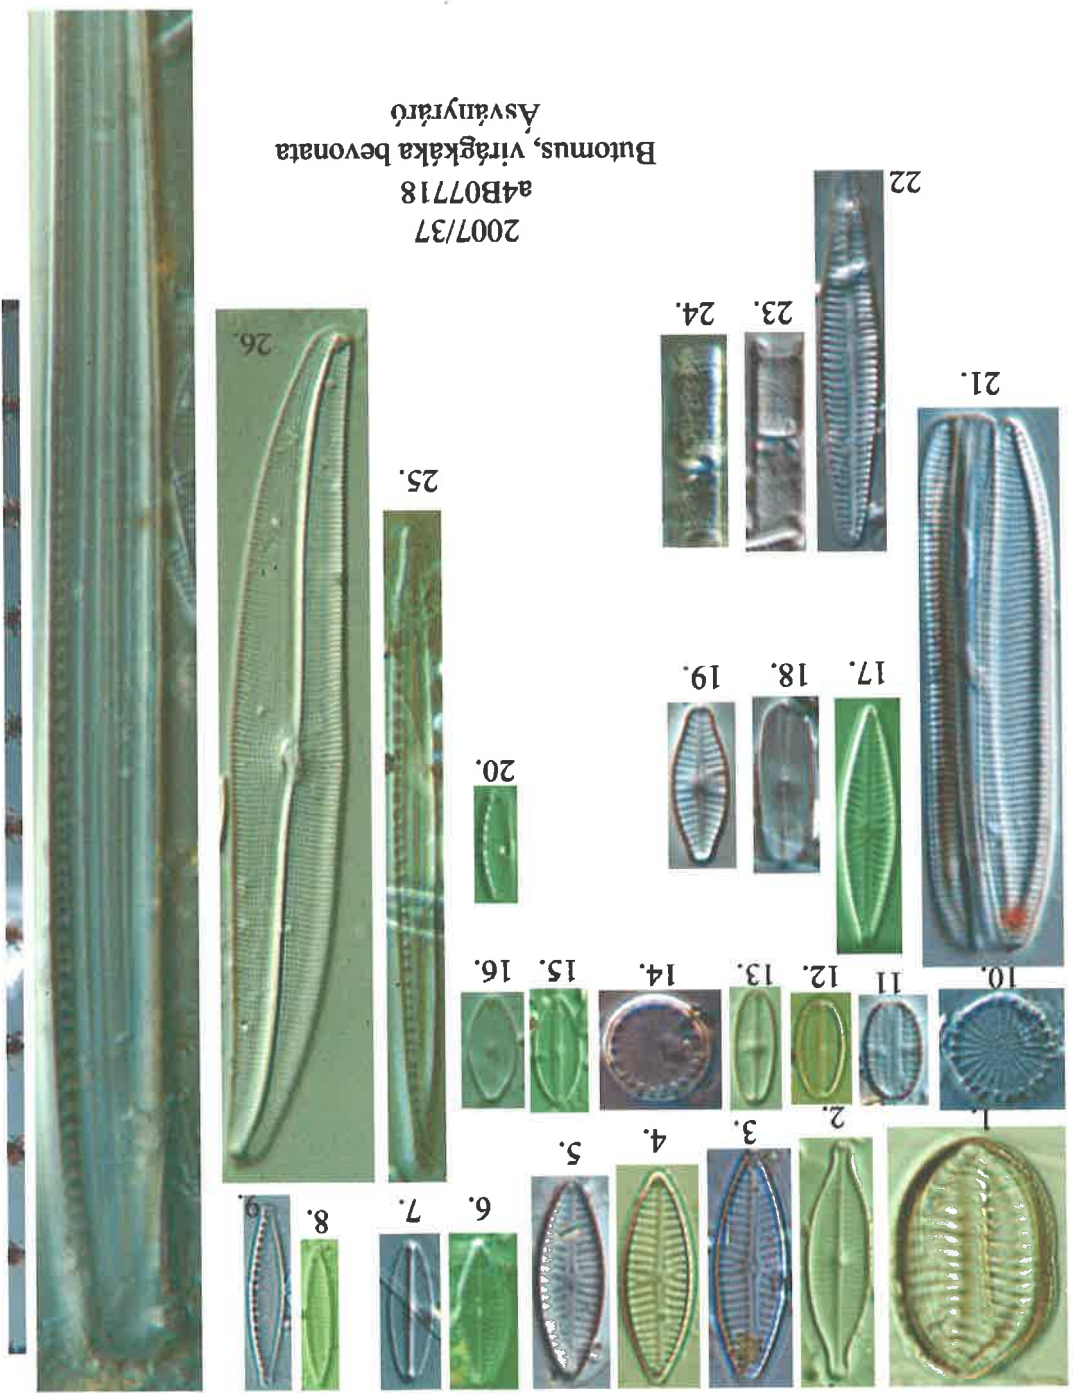 1. 2. 3. 4. 5. 6. 7. 8. 9.
10. 11 12. 13. 14. 15. 16.
17. 18. 19. 20.
21. 22 23. 24. 25. 26.
2007/37
a4B07718
Butomus, virágkáka bevonata
Ásványráró